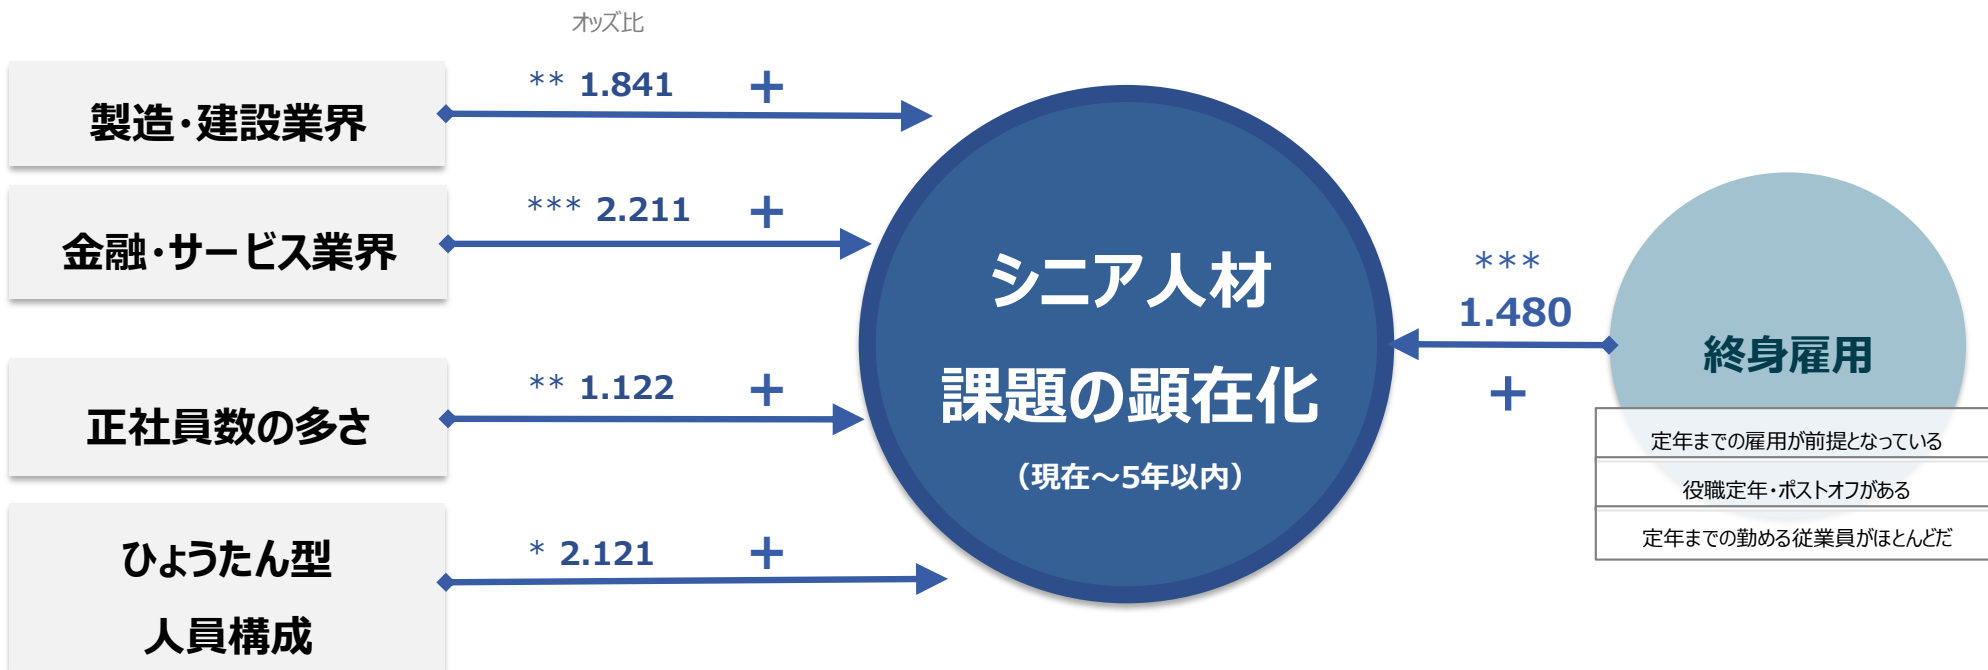 オッズ比
製造・建設業界
** 1.841 +
金融・サービス業界
*** 2.211 +
正社員数の多さ
** 1.122 +
ひょうたん型
人員構成
* 2.121 +
シニア人材
課題の顕在化
（現在～5年以内）
***
1.480
+
終身雇用
定年までの雇用が前提となっている
役職定年・ポストオフがある
定年までの勤める従業員がほとんどだ